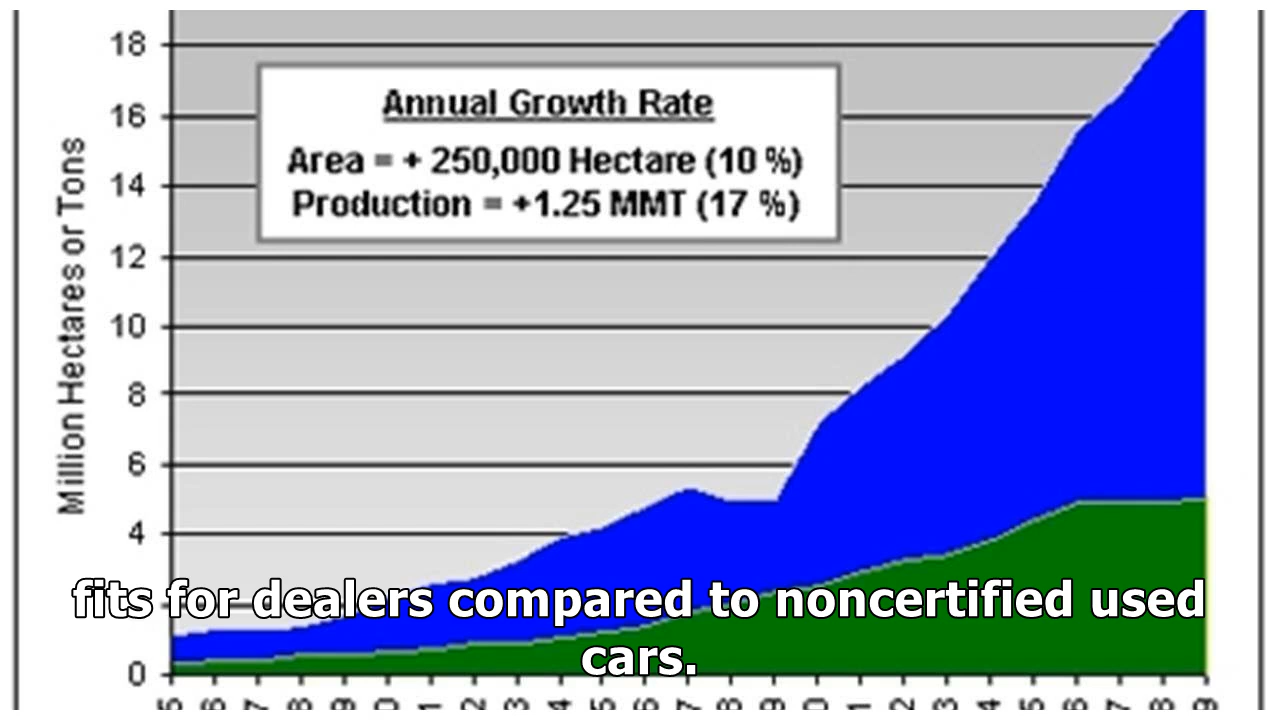 18
Annual Growth Rate
16
Area = + 250,000 Hectare (10 %)
Production = +1.25 MMT (17 %)
14
12
10
8
6
4
0
Million Hectares or Tons
fits for dealers compared to noncertified used
cars.